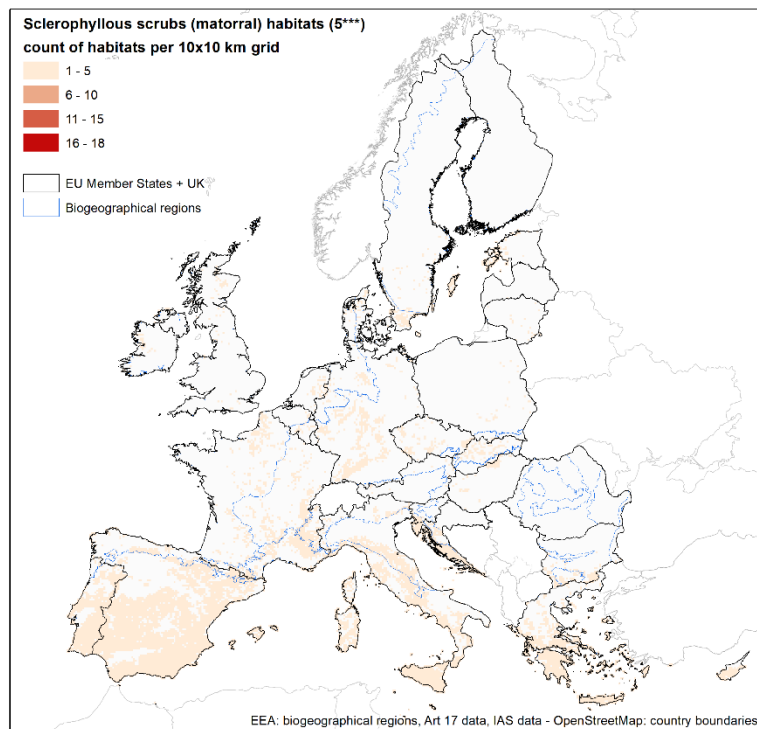 Sclerophyllous scrubs (matorral) habitats (5***)
count of habitats per 10x10 km grid
1 - 5
6 - 10
11 - 15
16 - 18
EU Member States + UK
Biogeographical regions
EEA: biogeographical regions, Art 17 data, IAS data - OpenStreetMap: country boundaries